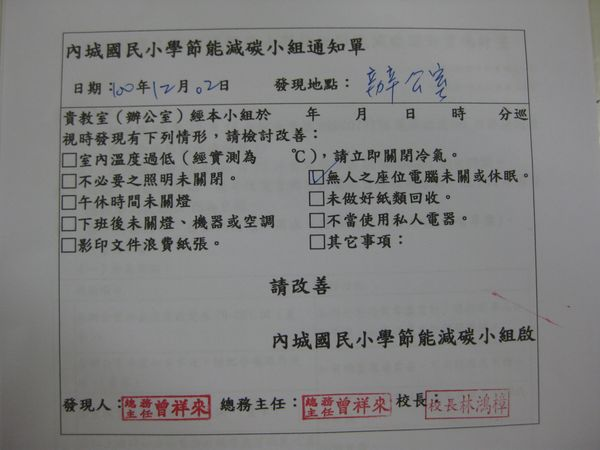 內城國民小學節能減碳小組通知單
日期：100年12月02日 發現地點：辦公室
貴教室（辦公室）經本小組於 年 月 日 時 分巡
視時發現有下列情形，請檢討改善：
□室內溫度過低（經實測為 ℃），請立即關閉冷氣。
□不必要之照明未關閉。 ☑無人之座位電腦未關或休眠。
□午休時間未關燈 □未做好紙類回收。
□下班後未關燈、機器或空調 □不當使用私人電器。
□影印文件浪費紙張。 □其它事項：
請改善
內城國民小學節能減碳小組啟
發現人：總務主任曾祥來 總務主任：總務主任曾祥來 校長：校長林鴻樟